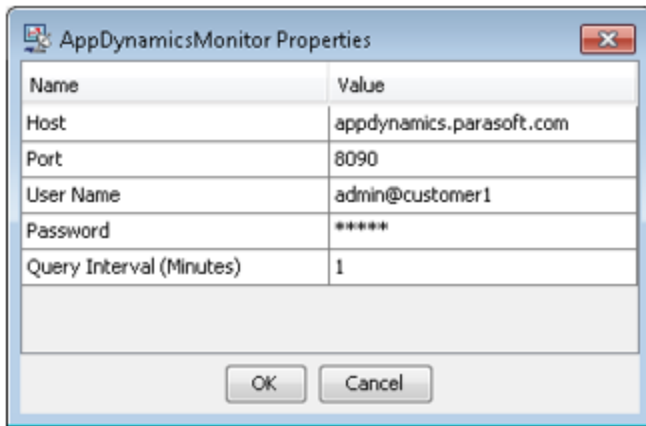 AppDynamicsMonitor Properties
Name Value
Host appdynamics.parasoft.com
Port 8090
User Name admin@customer1
Password *****
Query Interval (Minutes) 1
OK Cancel